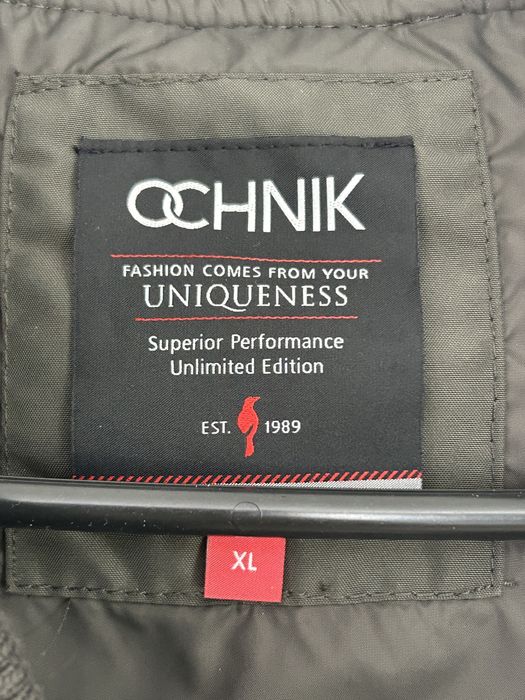 OCHNIK
FASHION COMES FROM YOUR
UNIQUENESS
Superior Performance
Unlimited Edition
EST. 1989
XL